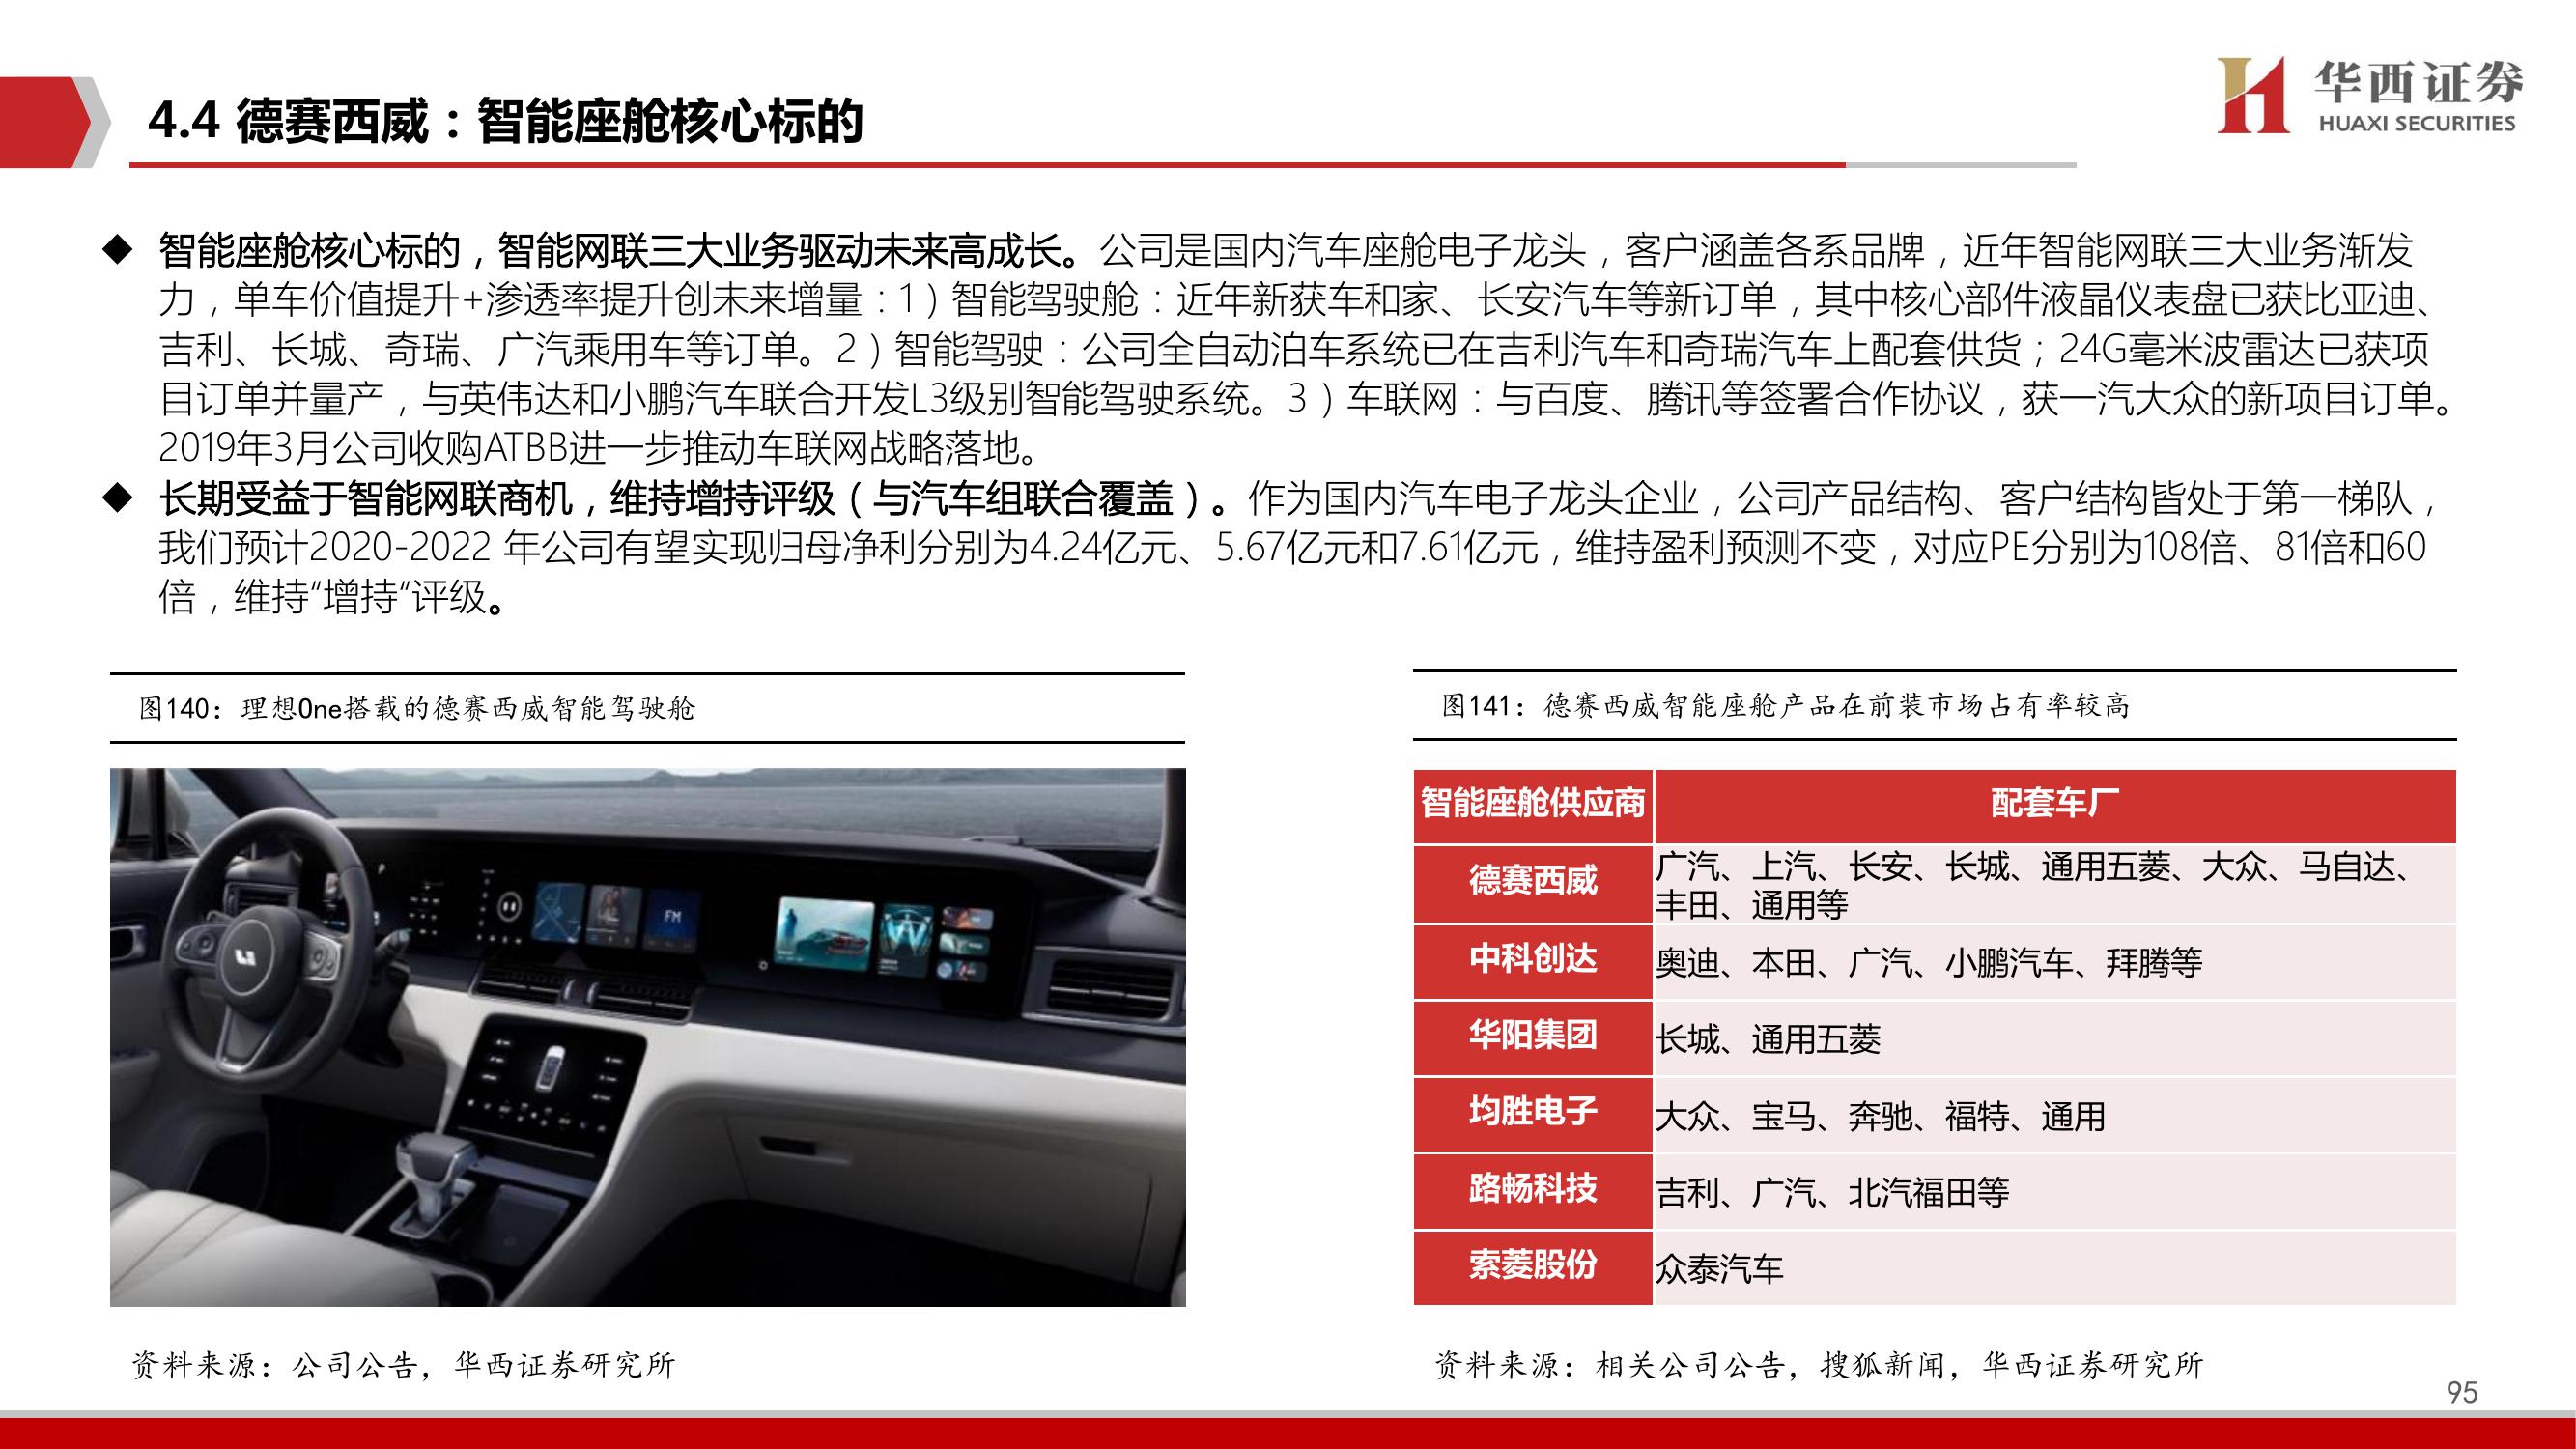 4.4 德赛西威：智能座舱核心标的
华西证券
HUAXI SECURITIES
◆ 智能座舱核心标的，智能网联三大业务驱动未来高成长。公司是国内汽车座舱电子龙头，客户涵盖各系品牌，近年智能网联三大业务渐发
力，单车价值提升+渗透率提升创未来增量：1）智能驾驶舱：近年新获车和家、长安汽车等新订单，其中核心部件液晶仪表盘已获比亚迪、
吉利、长城、奇瑞、广汽乘用车等订单。2）智能驾驶：公司全自动泊车系统已在吉利汽车和奇瑞汽车上配套供货；24G毫米波雷达已获项
目订单并量产，与英伟达和小鹏汽车联合开发L3级别智能驾驶系统。3）车联网：与百度、腾讯等签署合作协议，获一汽大众的新项目订单。
2019年3月公司收购ATBB进一步推动车联网战略落地。
◆ 长期受益于智能网联商机，维持增持评级（与汽车组联合覆盖）。作为国内汽车电子龙头企业，公司产品结构、客户结构皆处于第一梯队，
我们预计2020-2022 年公司有望实现归母净利分别为4.24亿元、5.67亿元和7.61亿元，维持盈利预测不变，对应PE分别为108倍、81倍和60
倍，维持“增持“评级。
图140：理想One搭载的德赛西威智能驾驶舱
FM
资料来源：公司公告，华西证券研究所
图141：德赛西威智能座舱产品在前装市场占有率较高
智能座舱供应商 配套车厂
德赛西威 广汽、上汽、长安、长城、通用五菱、大众、马自达、
丰田、通用等
中科创达 奥迪、本田、广汽、小鹏汽车、拜腾等
华阳集团 长城、通用五菱
均胜电子 大众、宝马、奔驰、福特、通用
路畅科技 吉利、广汽、北汽福田等
索菱股份 众泰汽车
资料来源：相关公司公告，搜狐新闻，华西证券研究所
95